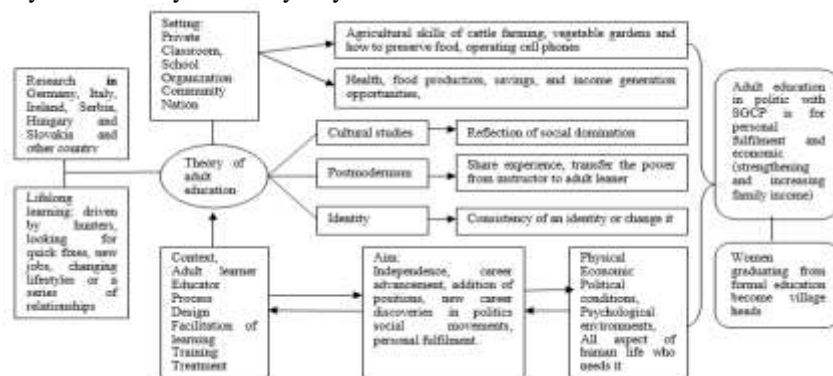 Setting:
Private
Classroom,
School
Organization
Community
Nation
Agricultural skills of cattle farming, vegetable gardens and
how to preserve food, operating cell phones
Health, food production, savings, and income generation
opportunities,
Research in
Germany, Italy,
Ireland, Serbia,
Hungary and
Slovakia and
other country
Adult education
in politic with
SGCP is for
personal
fulfilment and
economic
(strengthening
and increasing
family income)
Cultural studies
Reflection of social domination
Theory of
adult
education
Postmodernism
Share experience, transfer the power
from instructor to adult leaner
Identity
Consistency of an identity or change it
Lifelong
learning: driven
by hunters,
looking for
quick fixes, new
jobs, changing
lifestyles or a
series of
relationships
Context,
Adult learner
Educator
Process
Design
Facilitation of
learning
Training
Treatment
Aim:
Independence, career
advancement, addition of
positions, new career
discoveries in politics
social movements,
personal fulfilment.
Physical
Economic
Political
conditions,
Psychological
environments,
All aspect of
human life who
needs it
Women
graduating from
formal education
become village
heads